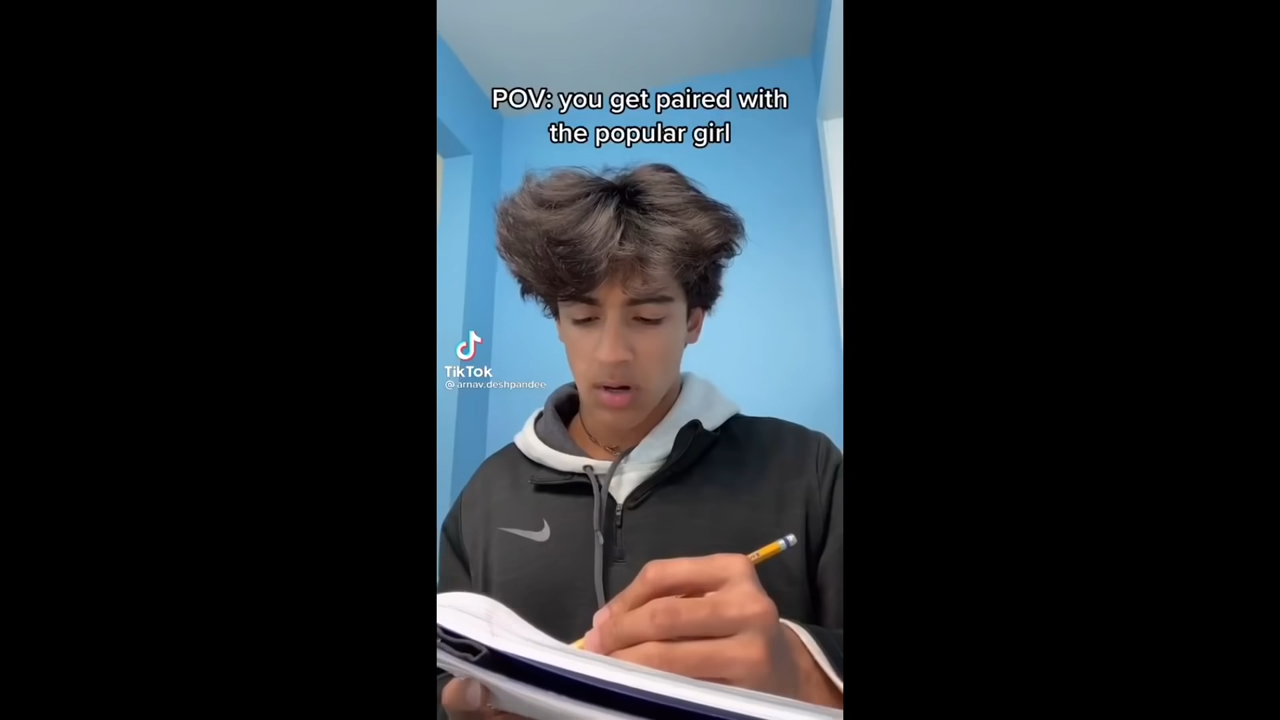 POV: you get paired with
the popular girl
TikTok
@arnav.deshpandee